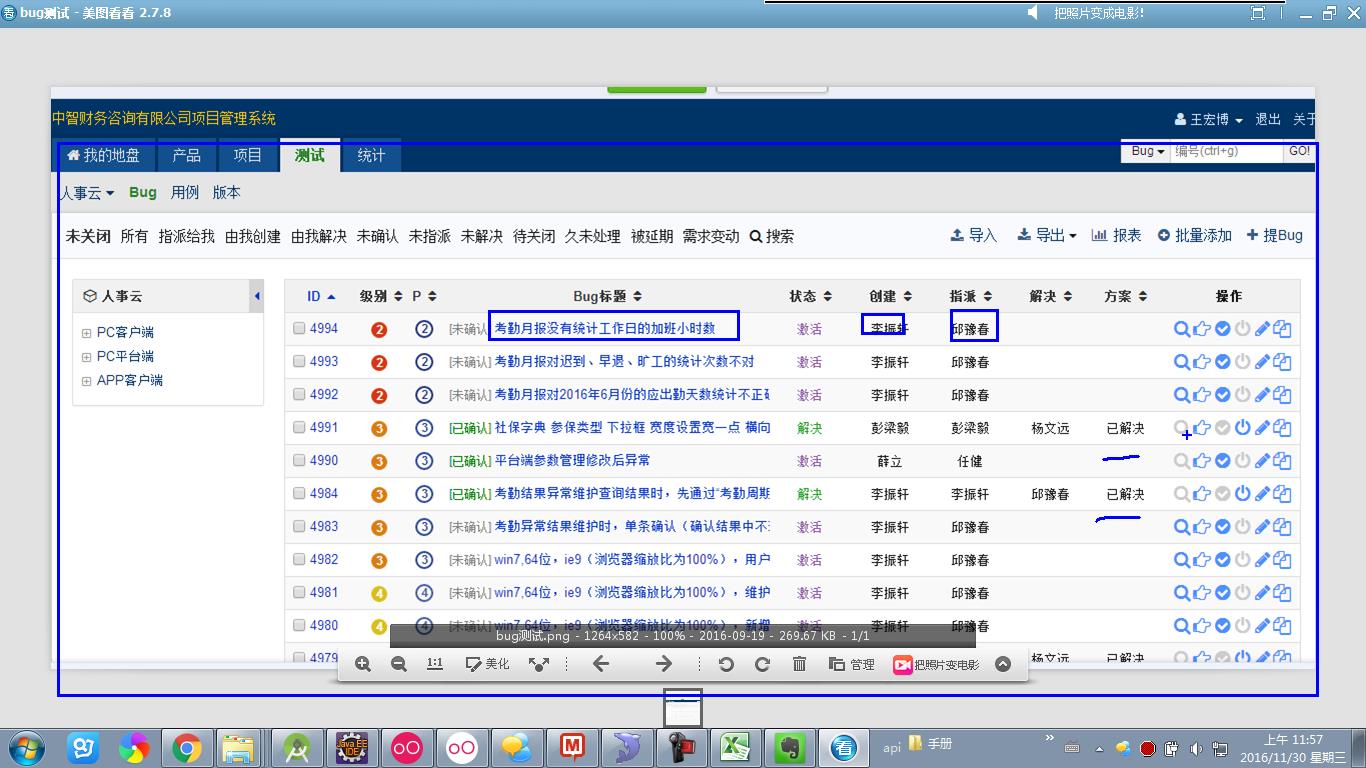 bug测试 - 美图看看 2.7.8 把照片变成电影!
中智财务咨询有限公司项目管理系统 王宏博 退出 关于
我的地盘 产品 项目 测试 统计 Bug 编号(ctrl+g) GO!
人事云 Bug 用例 版本
未关闭 所有 指派给我 由我创建 由我解决 未确认 未指派 未解决 待关闭 久未处理 被延期 需求变动 搜索 导入 导出 报表 批量添加 提Bug
人事云
PC客户端
PC平台端
APP客户端
ID 级别 P Bug标题 状态 创建 指派 解决 方案 操作
4994 2 2 [未确认] 考勤月报没有统计工作日的加班小时数 激活 李振轩 邱豫春
4993 2 2 [未确认] 考勤月报对迟到、早退、旷工的统计次数不对 激活 李振轩 邱豫春
4992 2 2 [未确认] 考勤月报对2016年6月份的应出勤天数统计不正确 激活 李振轩 邱豫春
4991 3 3 [已确认] 社保字典 参保类型 下拉框 宽度设置宽一点 横向 解决 彭梁毅 彭梁毅 杨文远 已解决
4990 3 3 [已确认] 平台端参数管理修改后异常 激活 薛立 任健
4984 3 3 [已确认] 考勤结果异常维护查询结果时，先通过“考勤周期 解决 李振轩 李振轩 邱豫春 已解决
4983 3 3 [未确认] 考勤异常结果维护时，单条确认（确认结果中不 激活 李振轩 邱豫春
4982 3 3 [未确认] win7,64位，ie9（浏览器缩放比为100%），用户 激活 李振轩 邱豫春
4981 4 4 [未确认] win7,64位，ie9（浏览器缩放比为100%），维护 激活 李振轩 邱豫春
4980 4 4 [未确认] win7,64位，ie9（浏览器缩放比为100%），新增 激活 李振轩 邱豫春
bug测试.png - 1264×582 - 100% - 2016-09-19 - 269.67 KB - 1/1
4979 杨文远 已解决
1:1 美化 管理 把照片变电影
Java EE IDE 看 api 手册
上午 11:57
2016/11/30 星期三